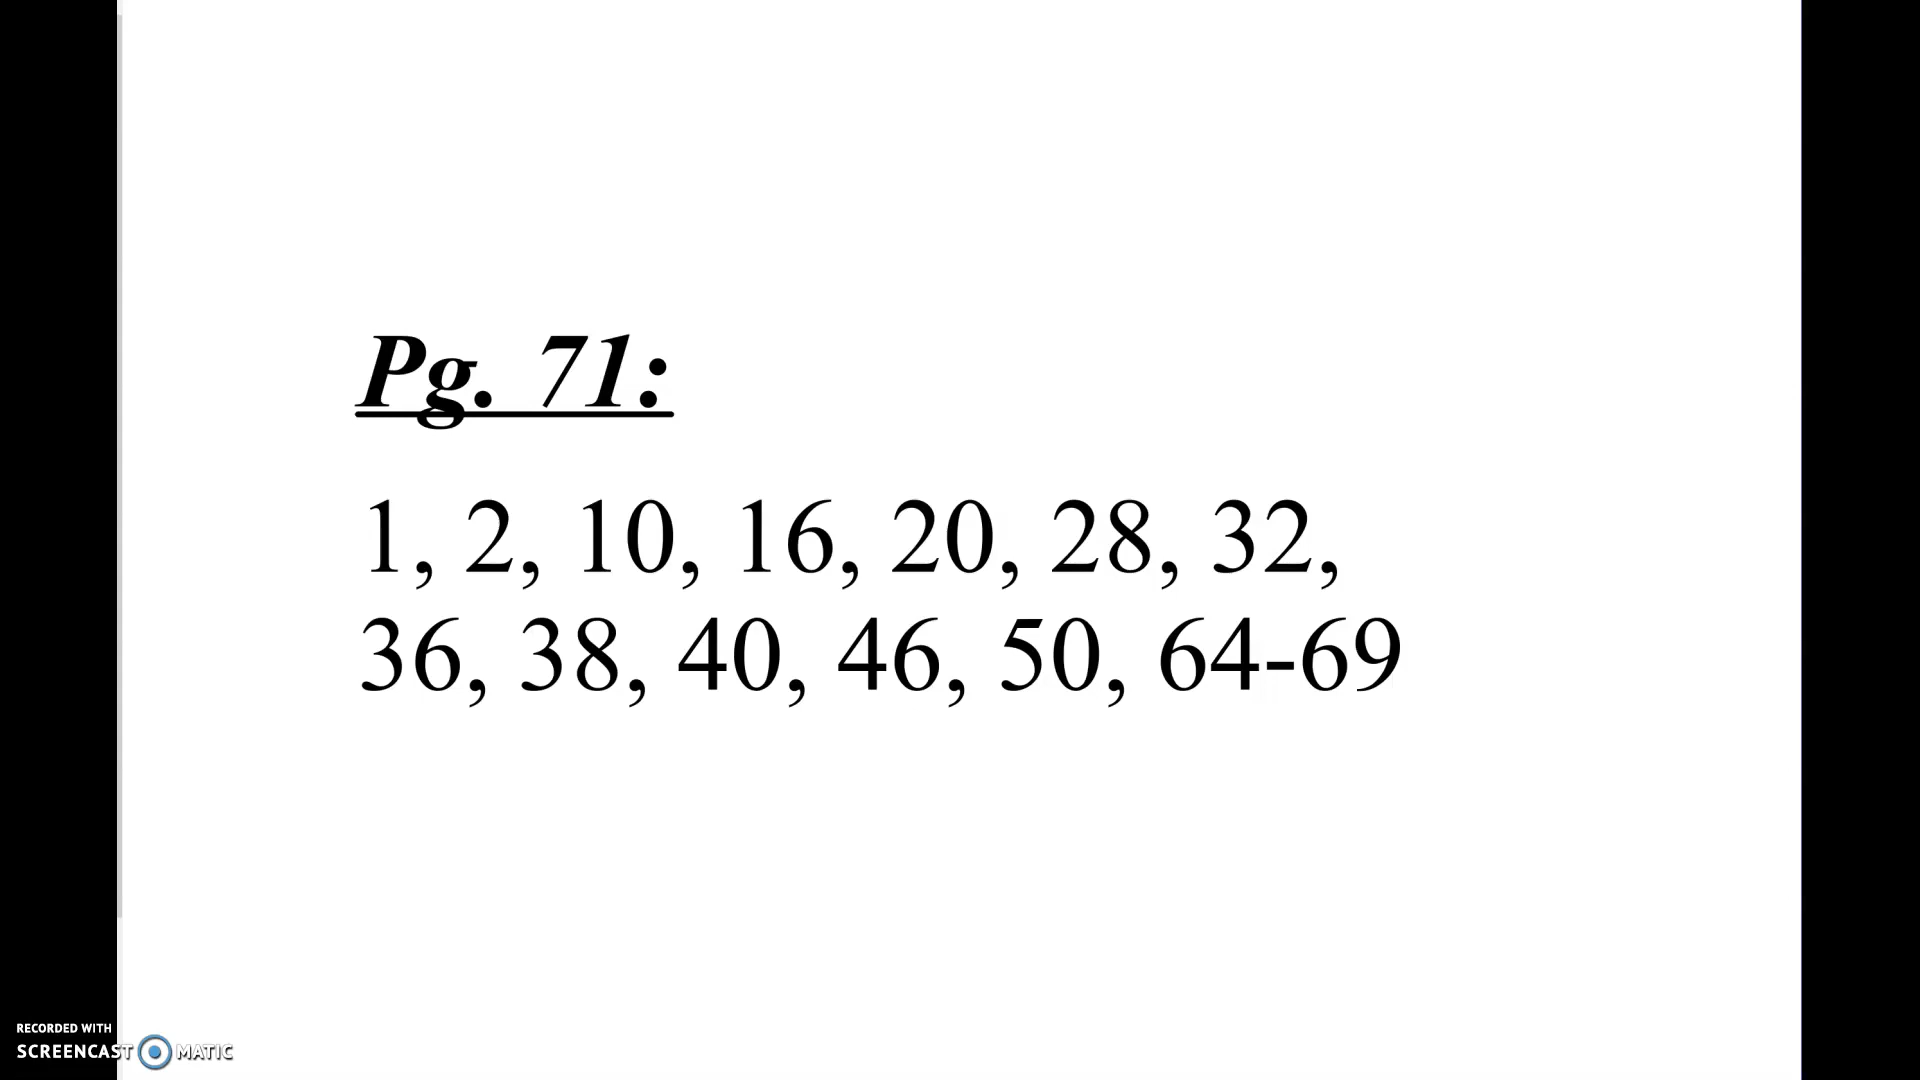 Pg. 71:
1, 2, 10, 16, 20, 28, 32,
36, 38, 40, 46, 50, 64-69
RECORDED WITH
SCREENCAST MATIC